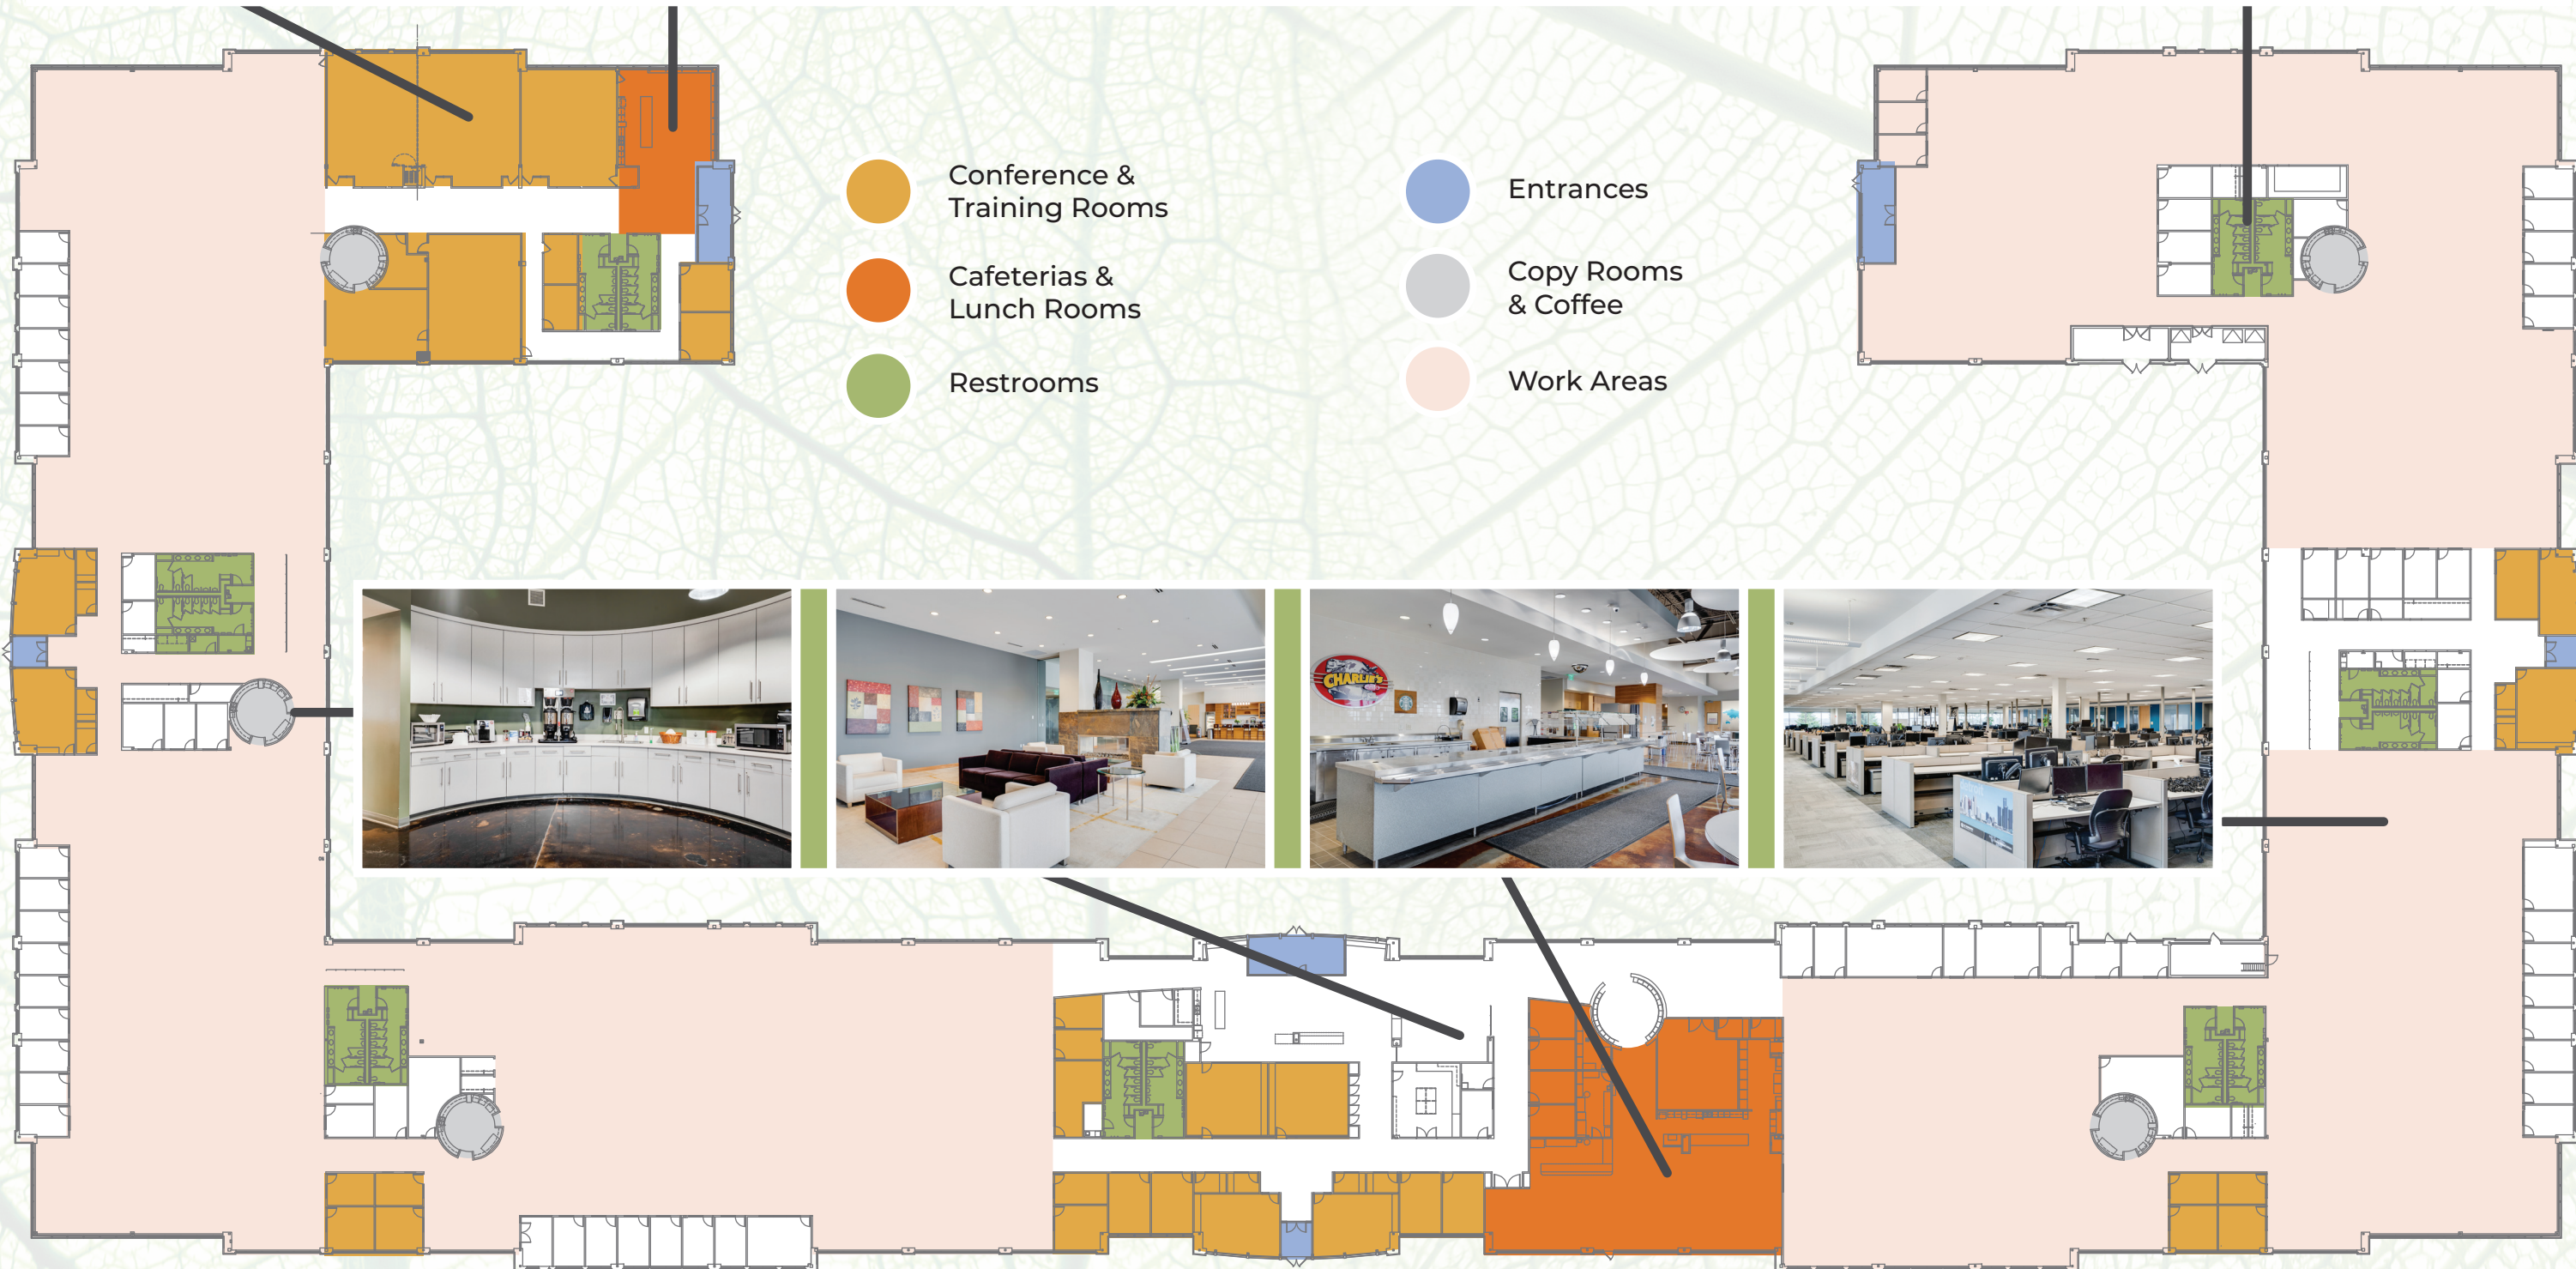 Conference &
Training Rooms
Cafeterias &
Lunch Rooms
Restrooms
Entrances
Copy Rooms
& Coffee
Work Areas
CHARLIE's